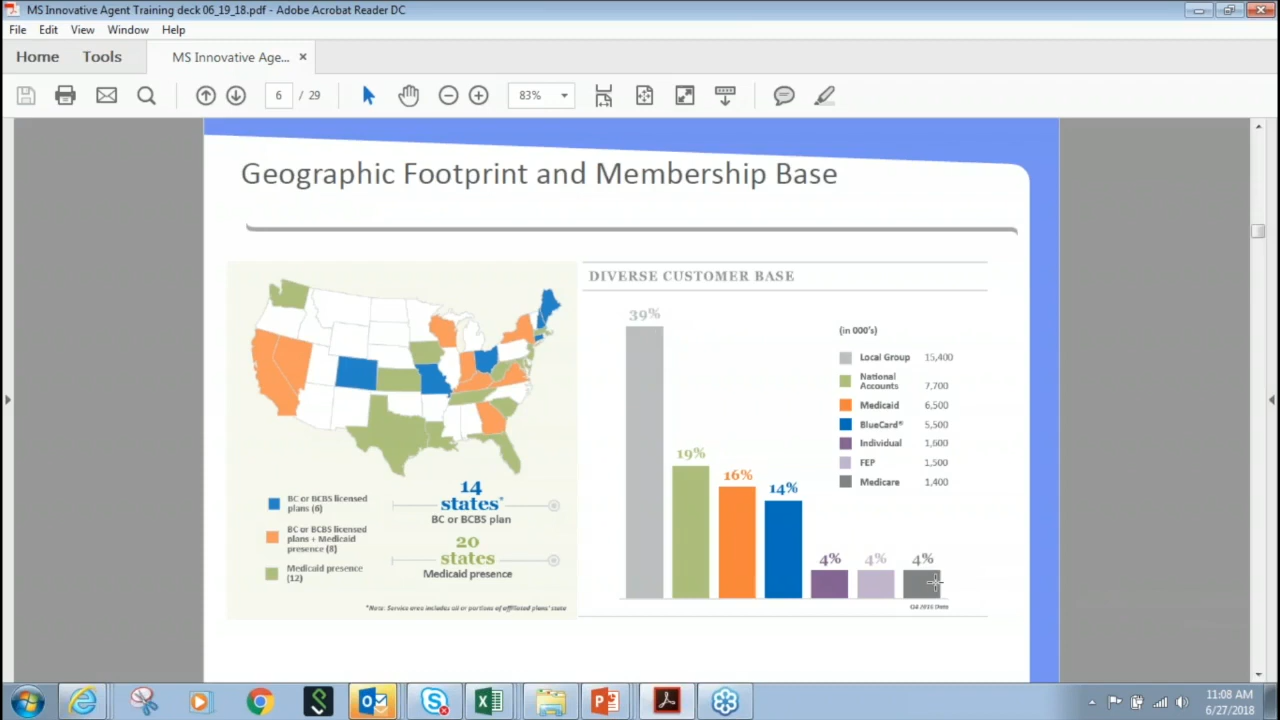 MS Innovative Agent Training deck 06_19_18.pdf - Adobe Acrobat Reader DC
File Edit View Window Help
Home Tools MS Innovative Age... ×
6 / 29 83%
Geographic Footprint and Membership Base
DIVERSE CUSTOMER BASE
39%
19%
16%
14%
4%
4%
4%
(in 000's)
Local Group 15,400
National
Accounts 7,700
Medicaid 6,500
BlueCard® 5,500
Individual 1,600
FEP 1,500
Medicare 1,400
BC or BCBS licensed
plans (6)
BC or BCBS licensed
plans + Medicaid
presence (8)
Medicaid presence
(12)
14
states*
BC or BCBS plan
20
states
Medicaid presence
*Note: Service area includes all or portions of affiliated plans' state
Q4 2016 Data
11:08 AM
6/27/2018